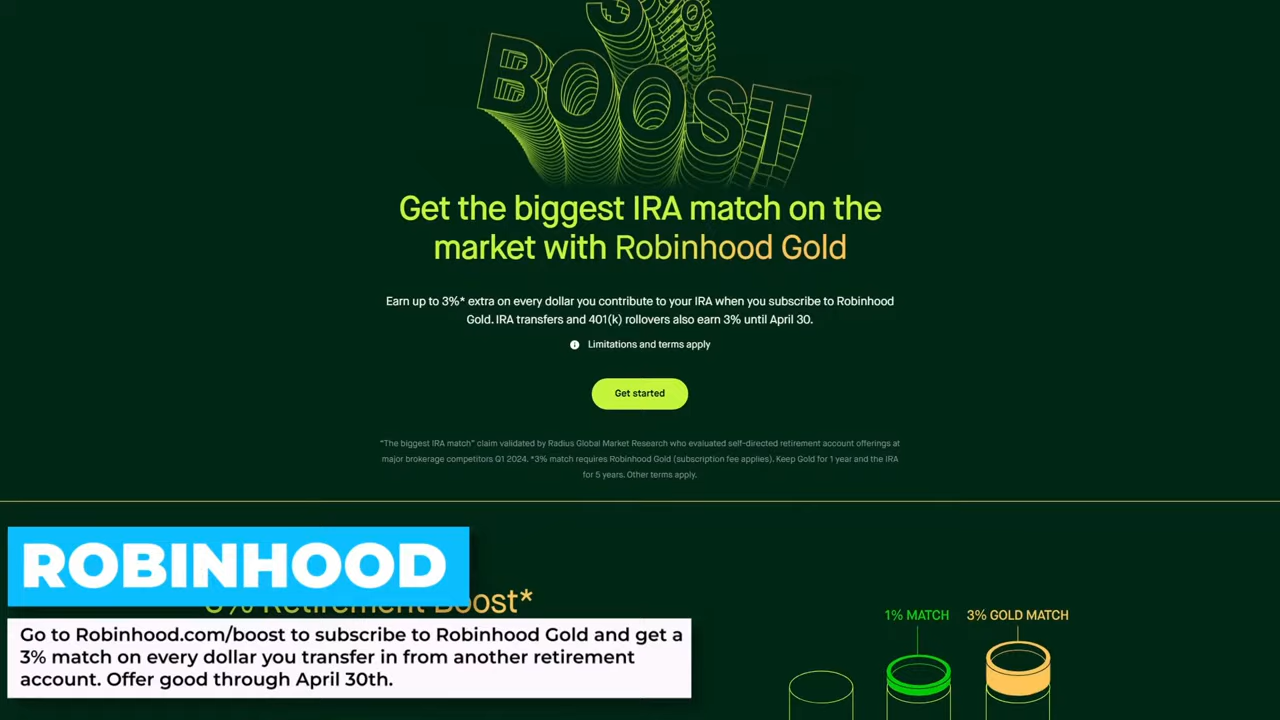 3%
BOOST
Get the biggest IRA match on the
market with Robinhood Gold
Earn up to 3%* extra on every dollar you contribute to your IRA when you subscribe to Robinhood
Gold. IRA transfers and 401(k) rollovers also earn 3% until April 30.
Limitations and terms apply
Get started
“The biggest IRA match” claim validated by Radius Global Market Research who evaluated self-directed retirement account offerings at
major brokerage competitors Q1 2024. *3% match requires Robinhood Gold (subscription fee applies). Keep Gold for 1 year and the IRA
for 5 years. Other terms apply.
3% Retirement Boost*
1% MATCH
3% GOLD MATCH
ROBINHOOD
Go to Robinhood.com/boost to subscribe to Robinhood Gold and get a
3% match on every dollar you transfer in from another retirement
account. Offer good through April 30th.